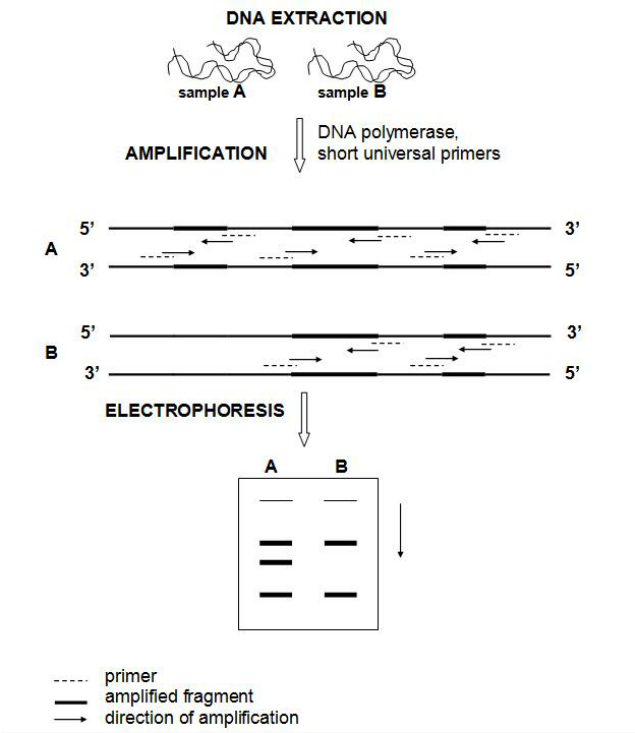 DNA EXTRACTION
sample A sample B
DNA polymerase,
AMPLIFICATION short universal primers
5' 3'
A
3' 5'
5' 3'
B
3' 5'
ELECTROPHORESIS
A B
primer
amplified fragment
direction of amplification